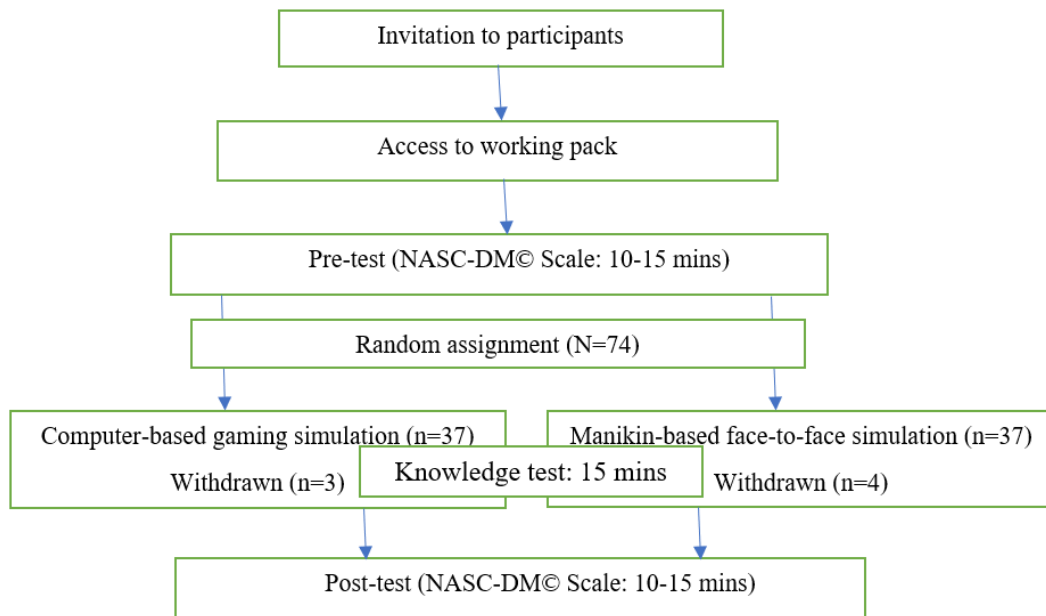 Invitation to participants
Access to working pack
Pre-test (NASC-DM© Scale: 10-15 mins)
Random assignment (N=74)
Computer-based gaming simulation (n=37)
Withdrawn (n=3)
Manikin-based face-to-face simulation (n=37)
Withdrawn (n=4)
Knowledge test: 15 mins
Post-test (NASC-DM© Scale: 10-15 mins)